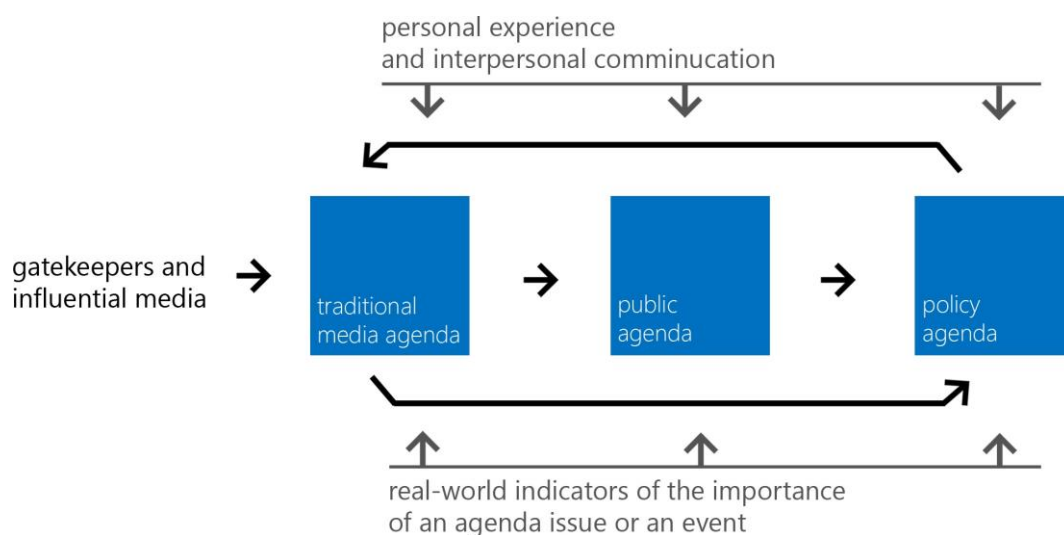 personal experience
and interpersonal comminucation
gatekeepers and
influential media
traditional
media agenda
public
agenda
policy
agenda
real-world indicators of the importance
of an agenda issue or an event